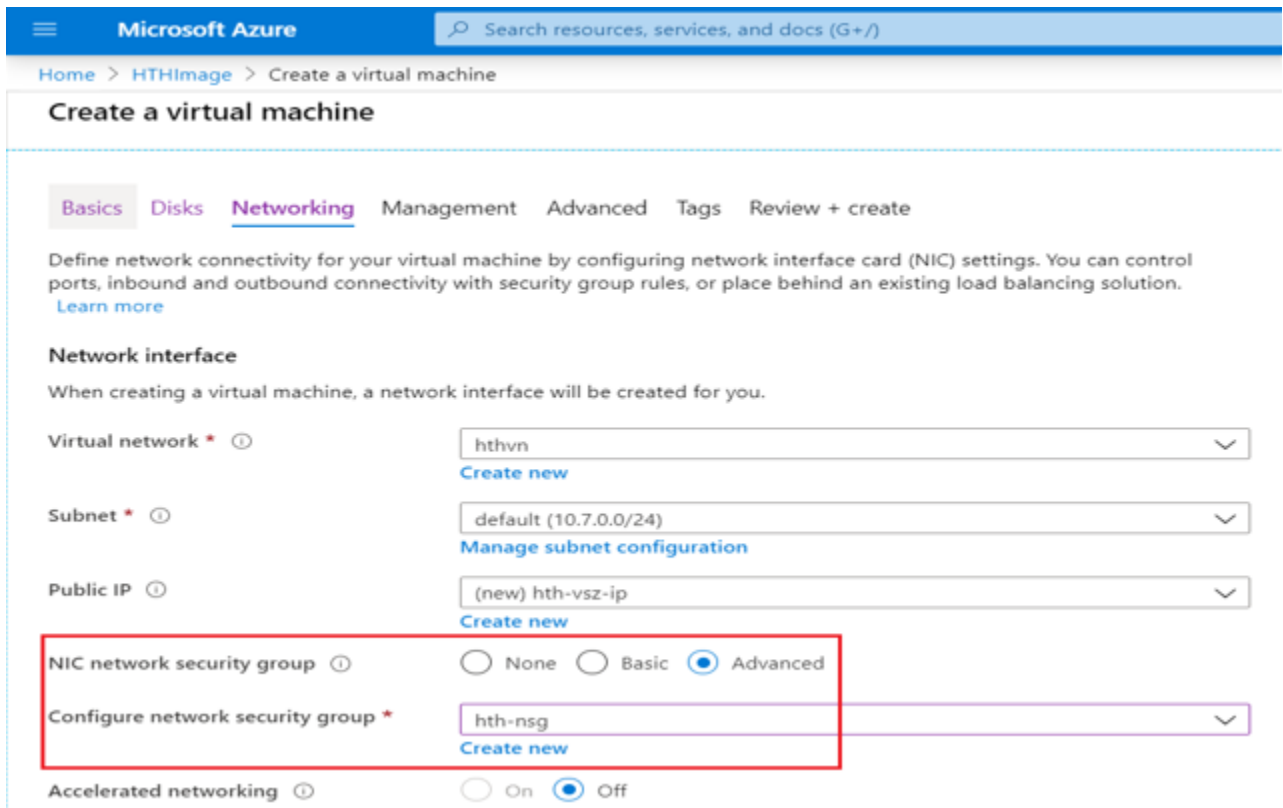 Microsoft Azure
Search resources, services, and docs (G+/)
Home > HTHImage > Create a virtual machine
Create a virtual machine
Basics Disks Networking Management Advanced Tags Review + create
Define network connectivity for your virtual machine by configuring network interface card (NIC) settings. You can control
ports, inbound and outbound connectivity with security group rules, or place behind an existing load balancing solution.
Learn more
Network interface
When creating a virtual machine, a network interface will be created for you.
Virtual network *
hthvn
Create new
Subnet *
default (10.7.0.0/24)
Manage subnet configuration
Public IP
(new) hth-vsz-ip
Create new
NIC network security group
None Basic Advanced
Configure network security group *
hth-nsg
Create new
Accelerated networking
On Off